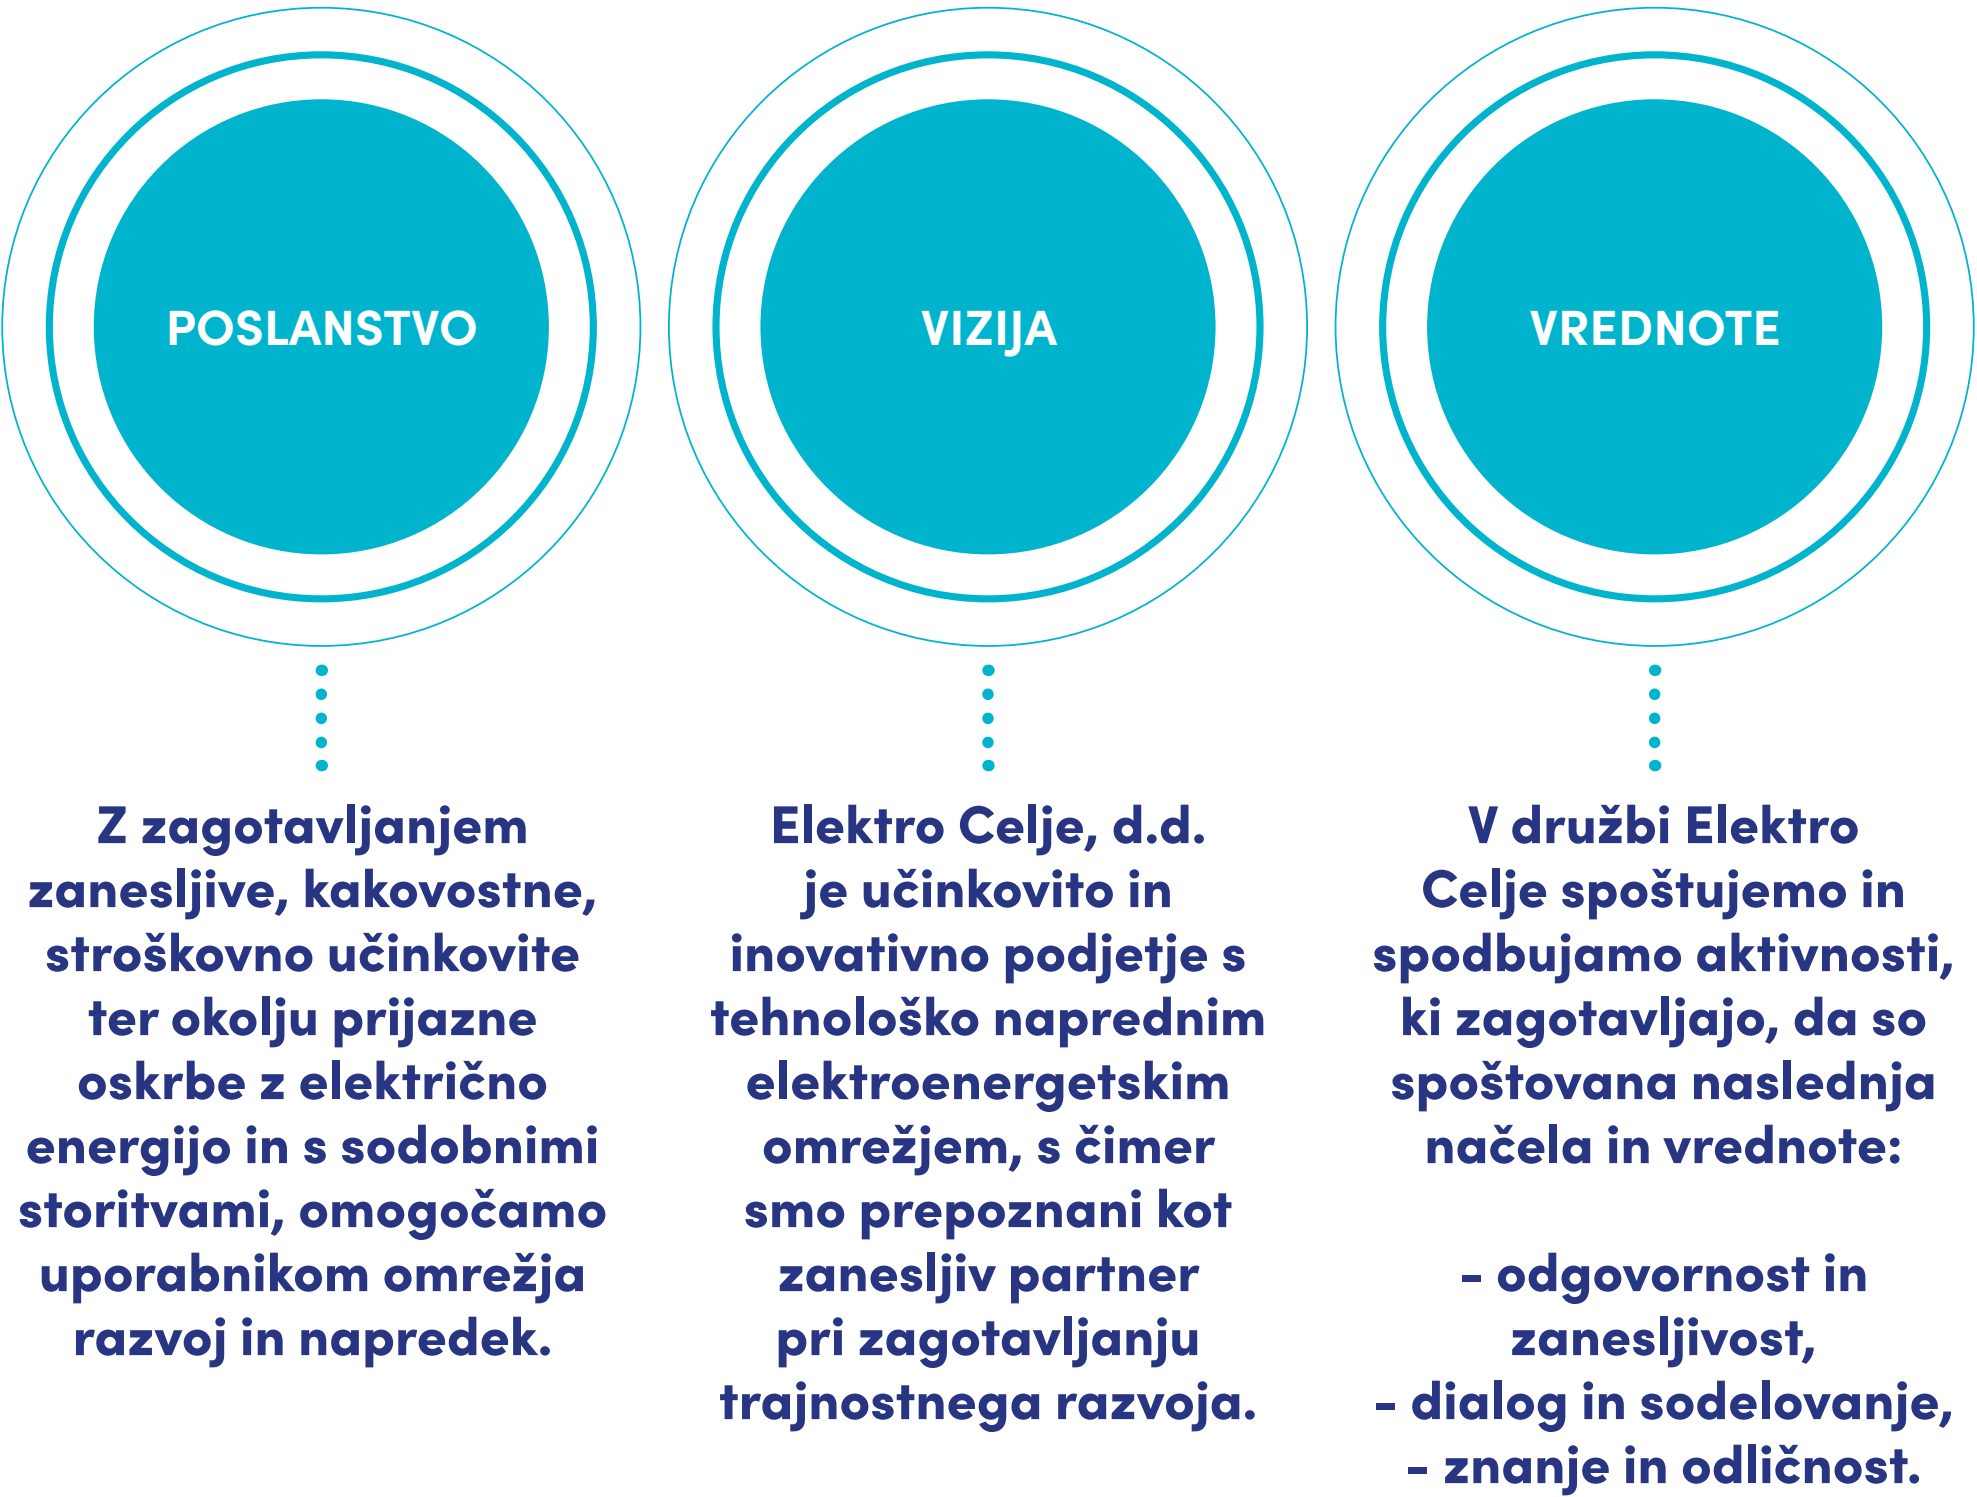 POSLANSTVO
Z zagotavljanjem
zanesljive, kakovostne,
stroškovno učinkovite
ter okolju prijazne
oskrbe z električno
energijo in s sodobnimi
storitvami, omogočamo
uporabnikom omrežja
razvoj in napredek.
VIZIJA
Elektro Celje, d.d.
je učinkovito in
inovativno podjetje s
tehnološko naprednim
elektroenergetskim
omrežjem, s čimer
smo prepoznani kot
zanesljiv partner
pri zagotavljanju
trajnostnega razvoja.
VREDNOTE
V družbi Elektro
Celje spoštujemo in
spodbujamo aktivnosti,
ki zagotavljajo, da so
spoštovana naslednja
načela in vrednote:
- odgovornost in
zanesljivost,
- dialog in sodelovanje,
- znanje in odličnost.